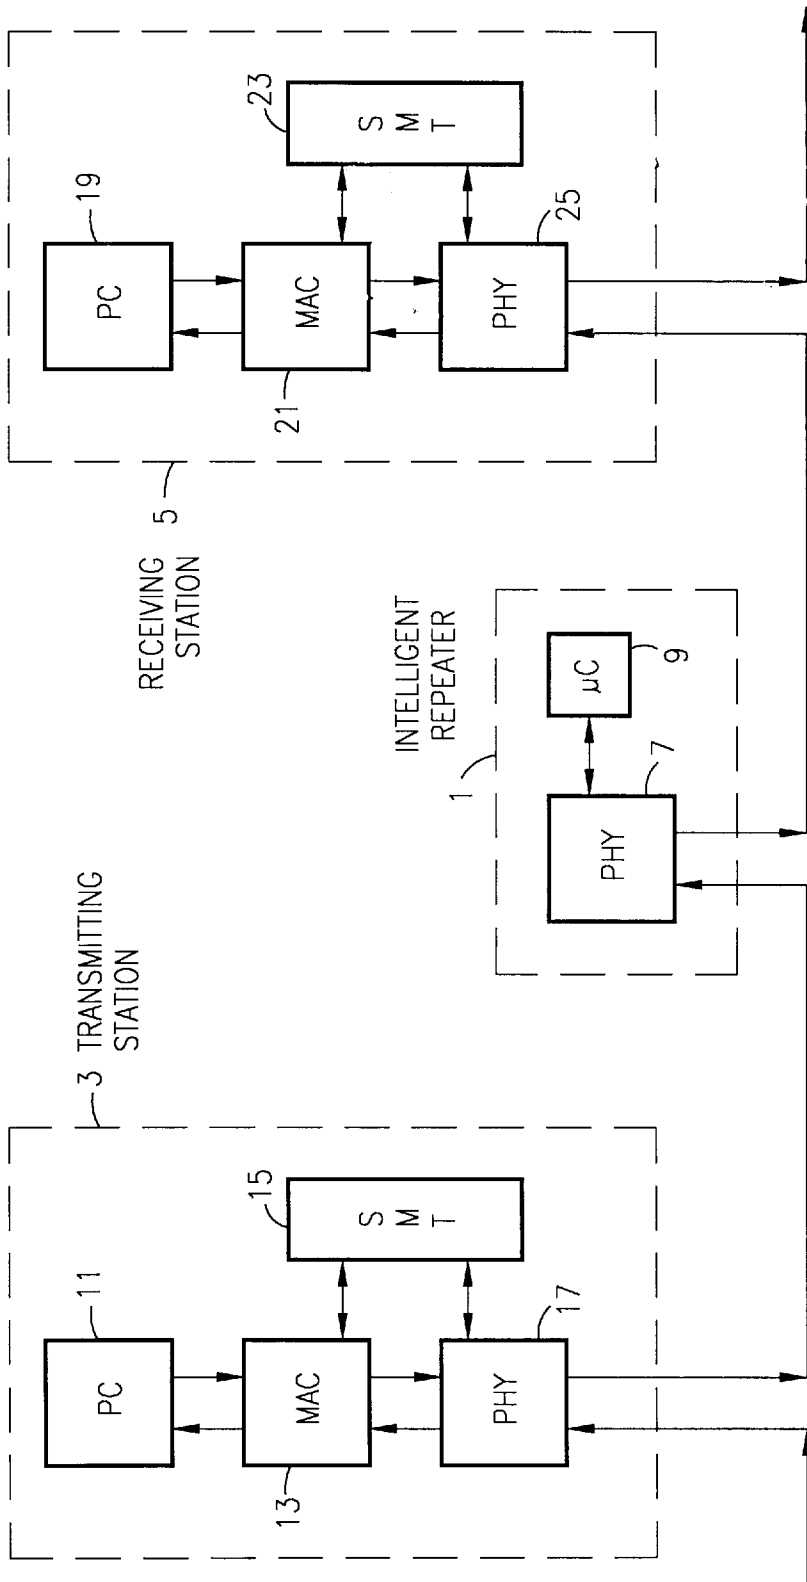 3 TRANSMITTING
STATION
11
PC
MAC
13
15
S
M
T
PHY
17
INTELLIGENT
REPEATER
1
PHY
7
µC
9
RECEIVING 5
STATION
19
PC
MAC
21
23
S
M
T
PHY
25